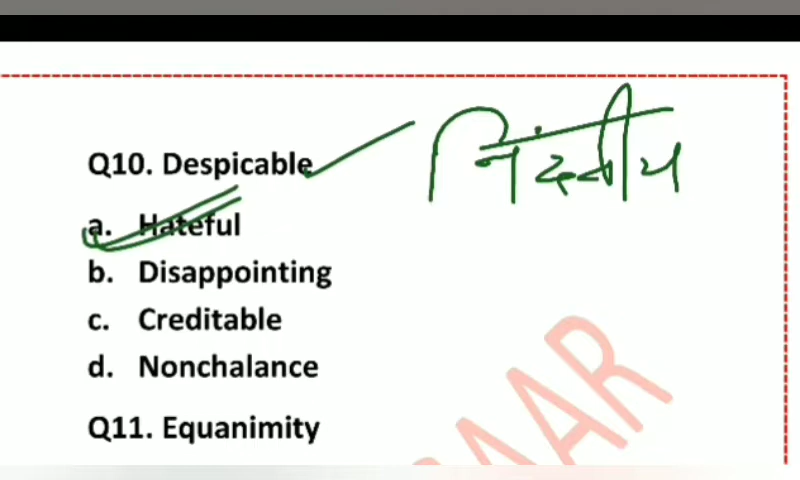 Q10. Despicable निंदनीय
a. Hateful
b. Disappointing
c. Creditable
d. Nonchalance
Q11. Equanimity